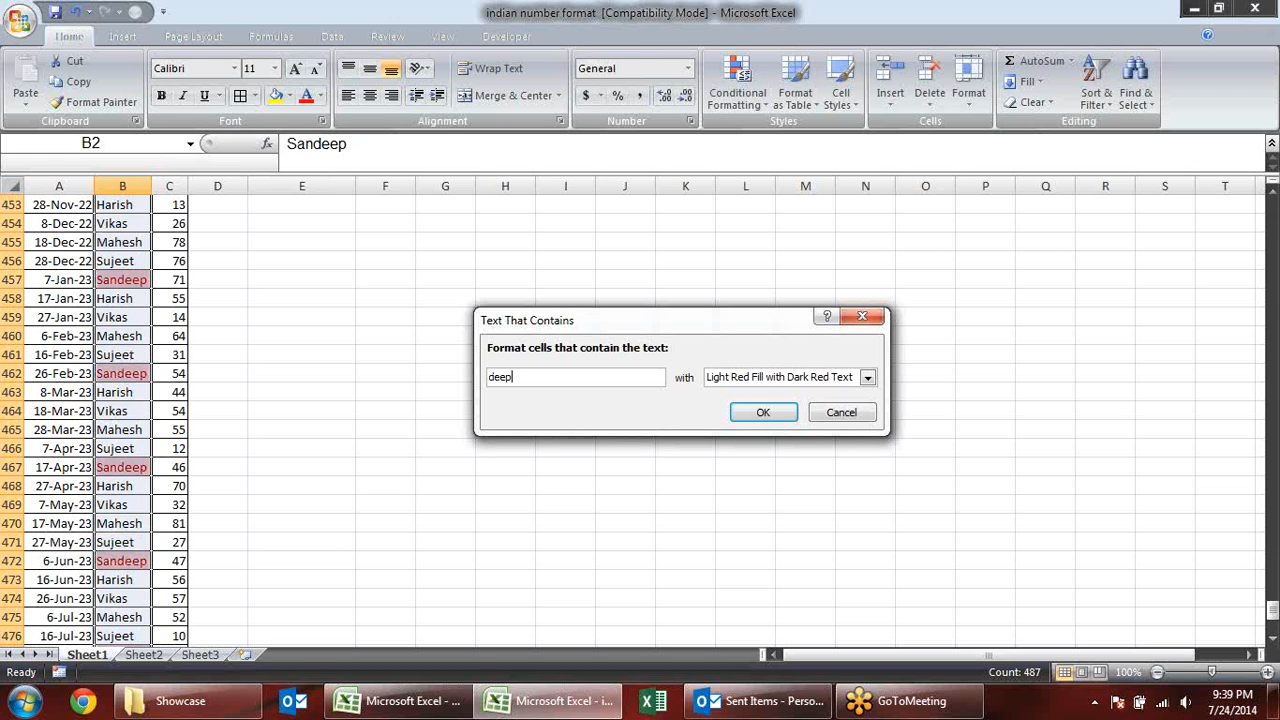 indian number format [Compatibility Mode] - Microsoft Excel
Home Insert Page Layout Formulas Data Review View Developer
Paste
Cut
Copy
Format Painter
Clipboard
Calibri 11
B I U
Font
Wrap Text
Merge & Center
Alignment
General
$ % ,
Number
Conditional Formatting
Format as Table
Cell Styles
Styles
Insert
Delete
Format
Cells
AutoSum
Fill
Clear
Sort & Filter
Find & Select
Editing
B2 fx Sandeep
A B C D E F G H I J K L M N O P Q R S T
453 28-Nov-22 Harish 13
454 8-Dec-22 Vikas 26
455 18-Dec-22 Mahesh 78
456 28-Dec-22 Sujeet 76
457 7-Jan-23 Sandeep 71
458 17-Jan-23 Harish 55
459 27-Jan-23 Vikas 14
460 6-Feb-23 Mahesh 64
461 16-Feb-23 Sujeet 31
462 26-Feb-23 Sandeep 54
463 8-Mar-23 Harish 44
464 18-Mar-23 Vikas 54
465 28-Mar-23 Mahesh 55
466 7-Apr-23 Sujeet 12
467 17-Apr-23 Sandeep 46
468 27-Apr-23 Harish 70
469 7-May-23 Vikas 32
470 17-May-23 Mahesh 81
471 27-May-23 Sujeet 27
472 6-Jun-23 Sandeep 47
473 16-Jun-23 Harish 56
474 26-Jun-23 Vikas 57
475 6-Jul-23 Mahesh 52
476 16-Jul-23 Sujeet 10
Text That Contains
Format cells that contain the text:
deep with Light Red Fill with Dark Red Text
OK Cancel
Sheet1 Sheet2 Sheet3
Ready Count: 487 100%
Showcase Microsoft Excel - ... Microsoft Excel - i... Sent Items - Perso... GoToMeeting
9:39 PM
7/24/2014